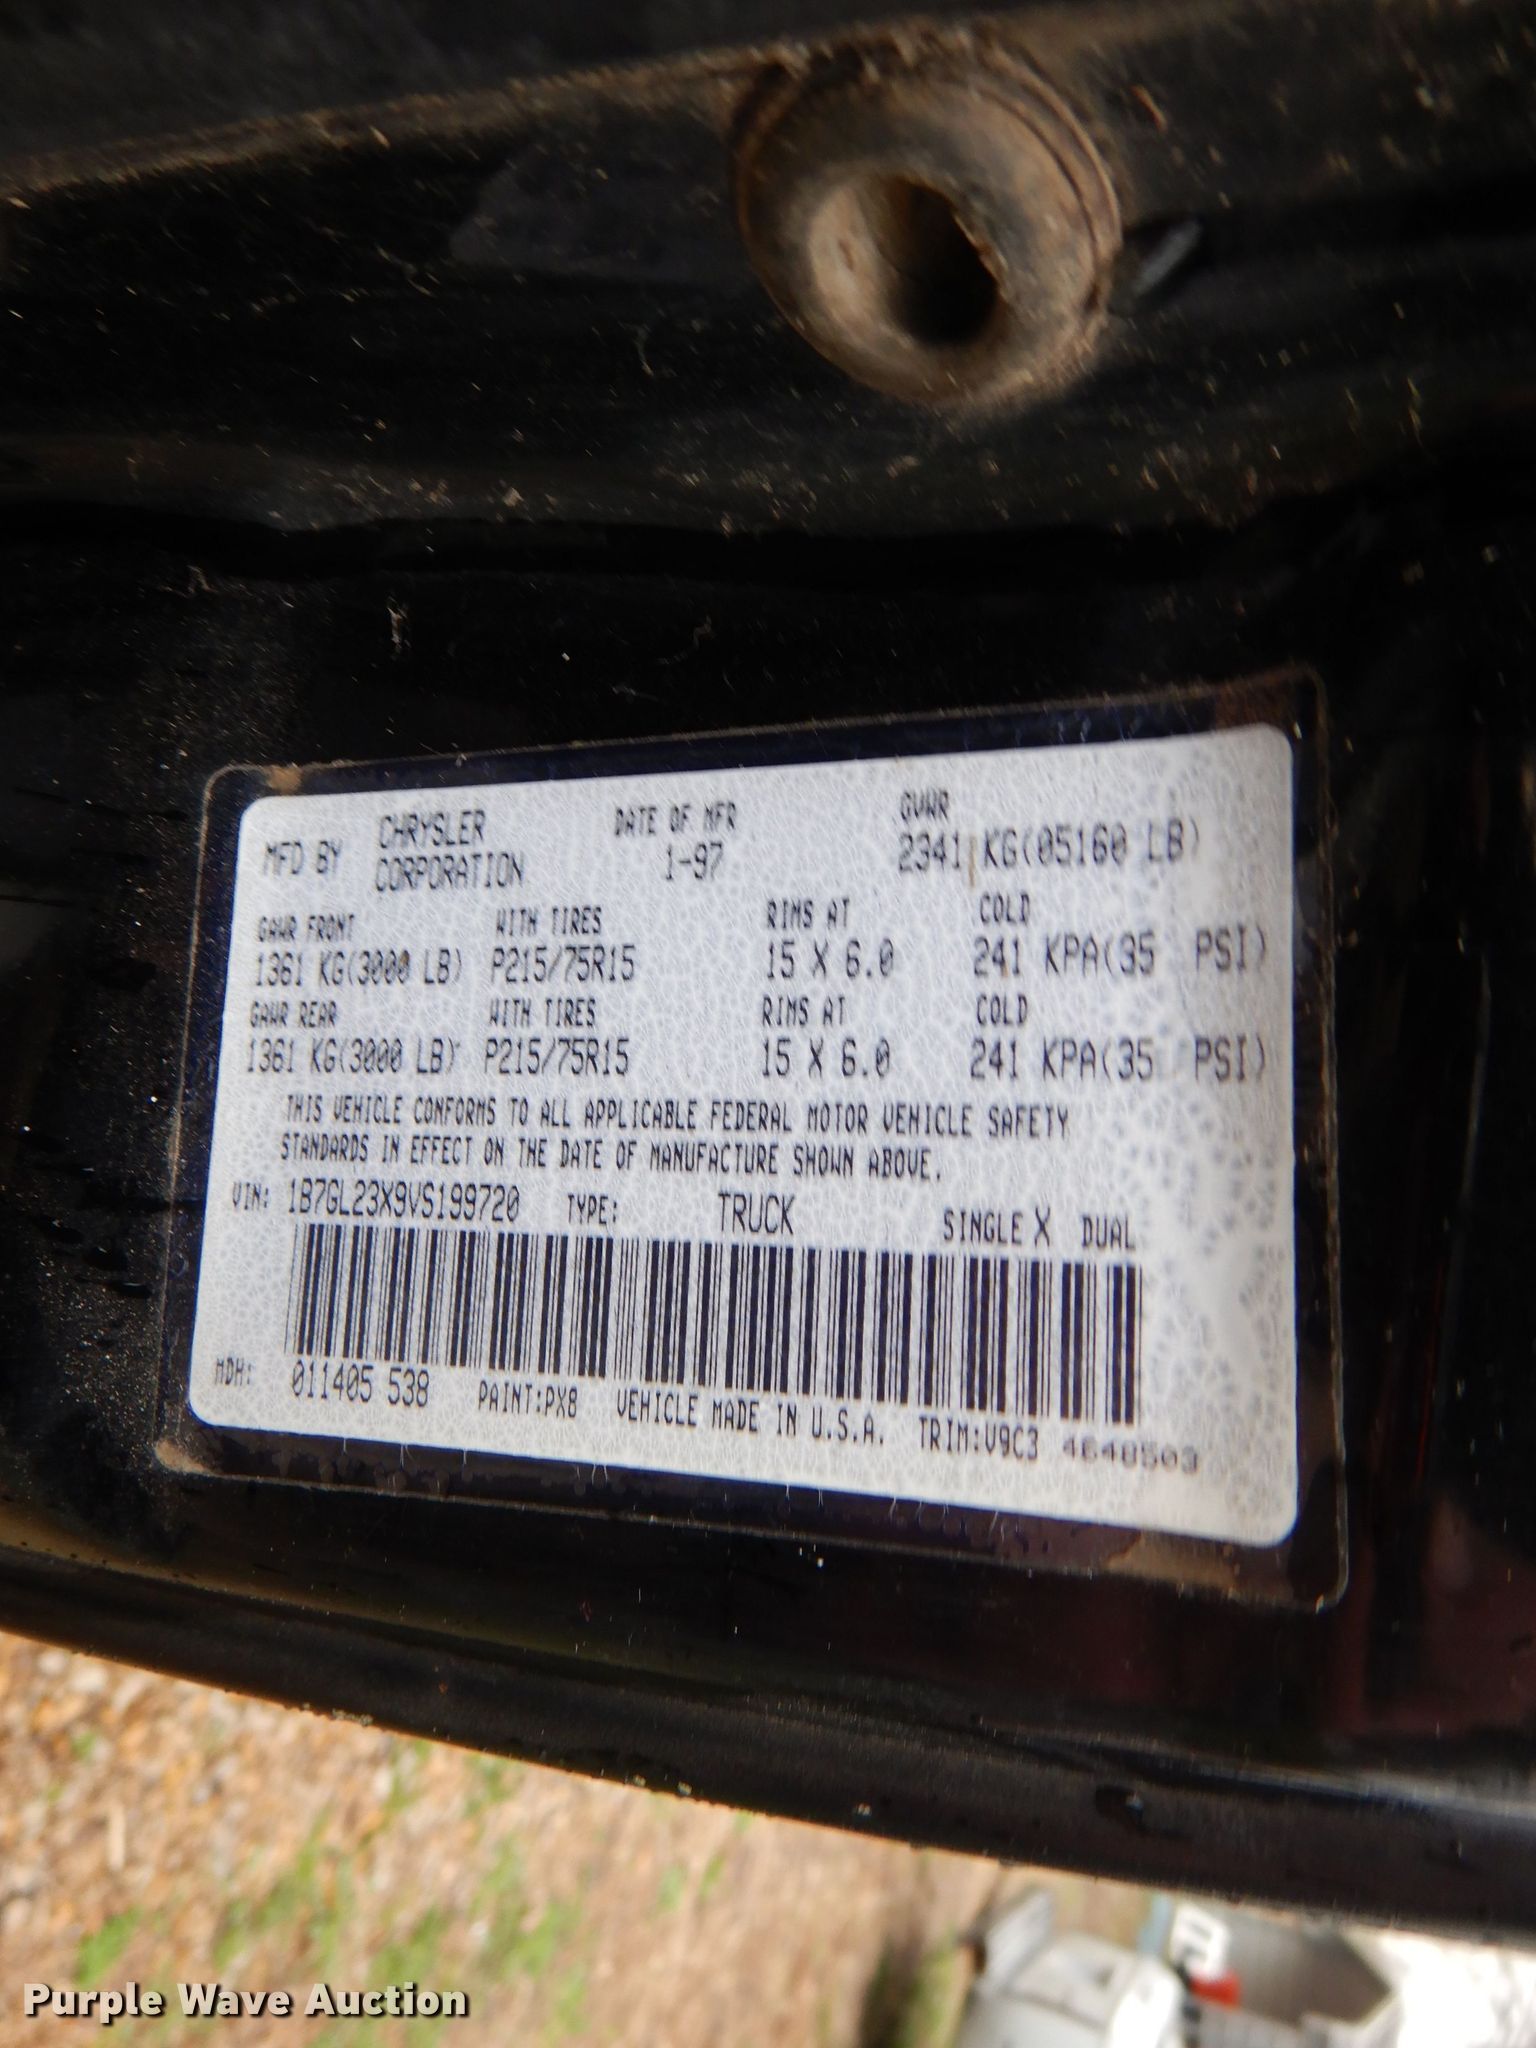 MFD BY CHRYSLER CORPORATION
DATE OF MFR 1-97
GVWR 2341 KG(05160 LB)
GAWR FRONT WITH TIRES RIMS AT COLD
1361 KG(3000 LB) P215/75R15 15 X 6.0 241 KPA(35 PSI)
GAWR REAR WITH TIRES RIMS AT COLD
1361 KG(3000 LB) P215/75R15 15 X 6.0 241 KPA(35 PSI)
THIS VEHICLE CONFORMS TO ALL APPLICABLE FEDERAL MOTOR VEHICLE SAFETY
STANDARDS IN EFFECT ON THE DATE OF MANUFACTURE SHOWN ABOVE.
VIN: 1B7GL23X9VS199720 TYPE: TRUCK SINGLE X DUAL
MDH: 011405 538 PAINT:PX8 VEHICLE MADE IN U.S.A. TRIM:V9C3 4648503
Purple Wave Auction